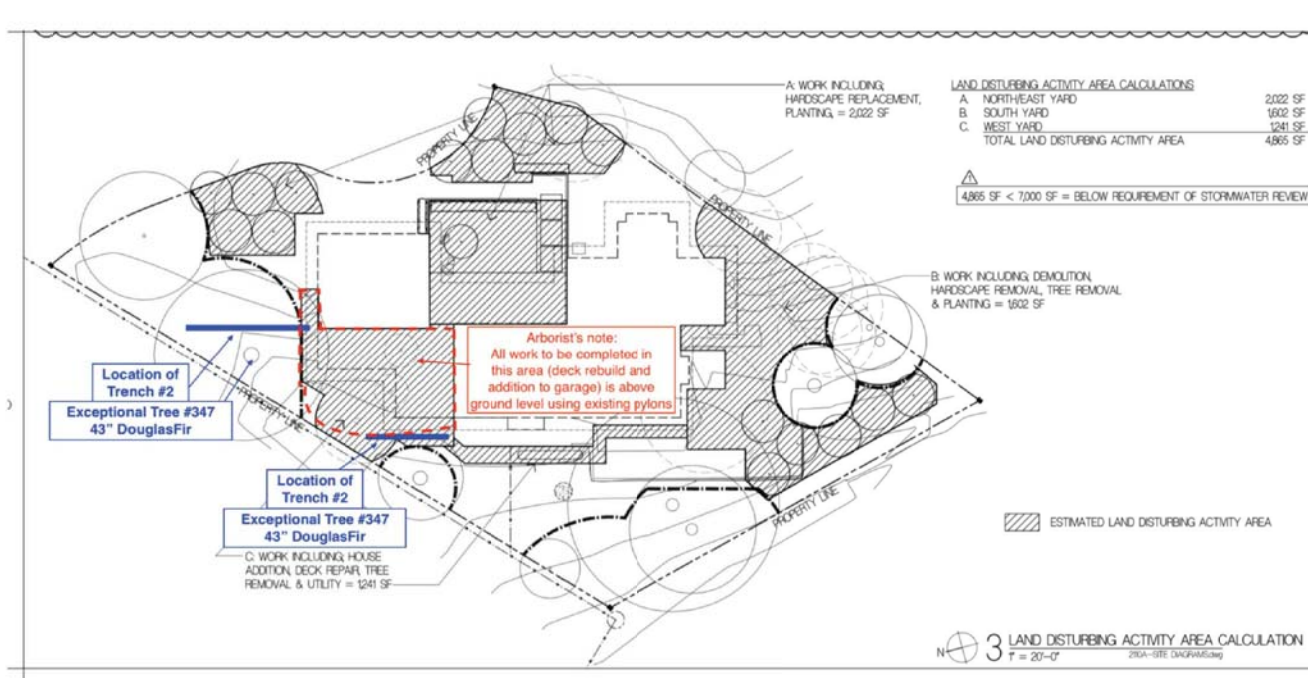 A: WORK INCLUDING;
HARDSCAPE REPLACEMENT,
PLANTING, = 2,022 SF
LAND DISTURBING ACTIVITY AREA CALCULATIONS
A. NORTH/EAST YARD 2,022 SF
B. SOUTH YARD 1,602 SF
C. WEST YARD 1,241 SF
TOTAL LAND DISTURBING ACTIVITY AREA 4,865 SF
1
4,865 SF < 7,000 SF = BELOW REQUIREMENT OF STORMWATER REVIEW
PROPERTY LINE
PROPERTY LINE
B: WORK INCLUDING; DEMOLITION,
HARDSCAPE REMOVAL, TREE REMOVAL
& PLANTING = 1,602 SF
Arborist's note:
All work to be completed in
this area (deck rebuild and
addition to garage) is above
ground level using existing pylons
Location of
Trench #2
Exceptional Tree #347
43" DouglasFir
PROPERTY LINE
Location of
Trench #2
Exceptional Tree #347
43" DouglasFir
C: WORK INCLUDING; HOUSE
ADDITION, DECK REPAIR, TREE
REMOVAL & UTILITY = 1,241 SF
PROPERTY LINE
ESTIMATED LAND DISTURBING ACTIVITY AREA
N
3 LAND DISTURBING ACTIVITY AREA CALCULATION
1" = 20'-0" 210A-SITE DIAGRAMS.dwg